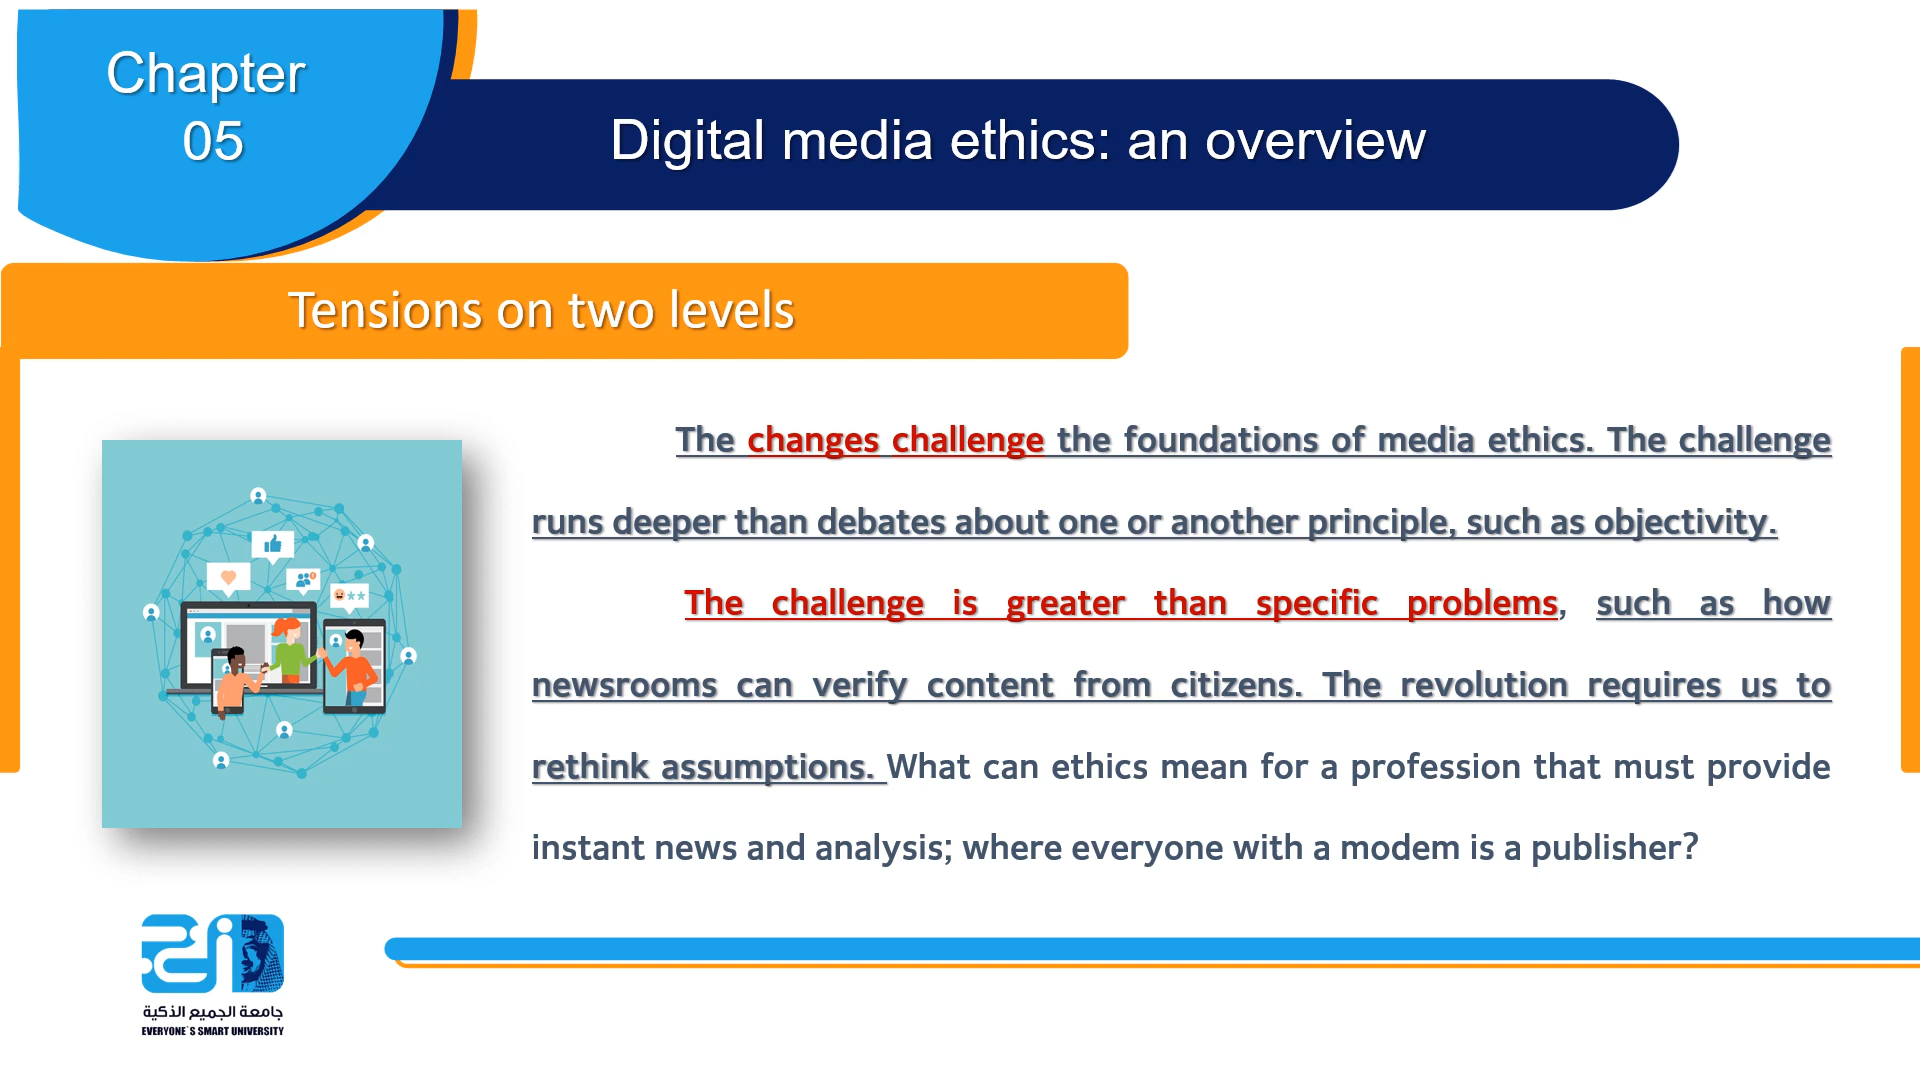 Chapter
05
Digital media ethics: an overview
Tensions on two levels
The changes challenge the foundations of media ethics. The challenge
runs deeper than debates about one or another principle, such as objectivity.
The challenge is greater than specific problems, such as how
newsrooms can verify content from citizens. The revolution requires us to
rethink assumptions. What can ethics mean for a profession that must provide
instant news and analysis; where everyone with a modem is a publisher?
جامعة الجميع الذكية
EVERYONE`S SMART UNIVERSITY